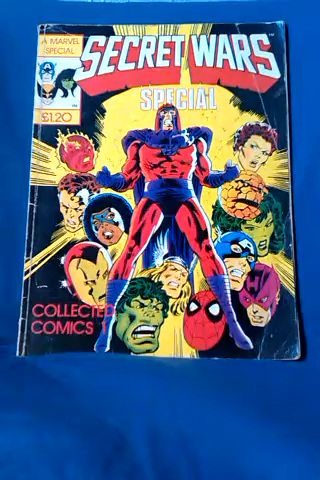 A MARVEL
SPECIAL
SECRET WARS
SPECIAL
£1.20
COLLECTED
COMICS 1